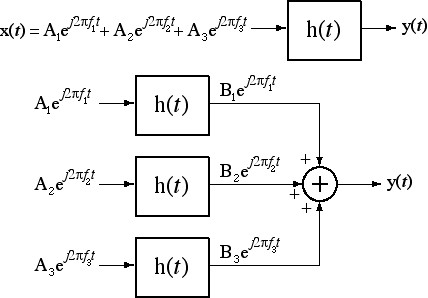 x(t) = A₁e^{j2πf₁t} + A₂e^{j2πf₂t} + A₃e^{j2πf₃t} h(t) y(t)
A₁e^{j2πf₁t} h(t) B₁e^{j2πf₁t}
+
A₂e^{j2πf₂t} h(t) B₂e^{j2πf₂t} + + y(t)
+
A₃e^{j2πf₃t} h(t) B₃e^{j2πf₃t}